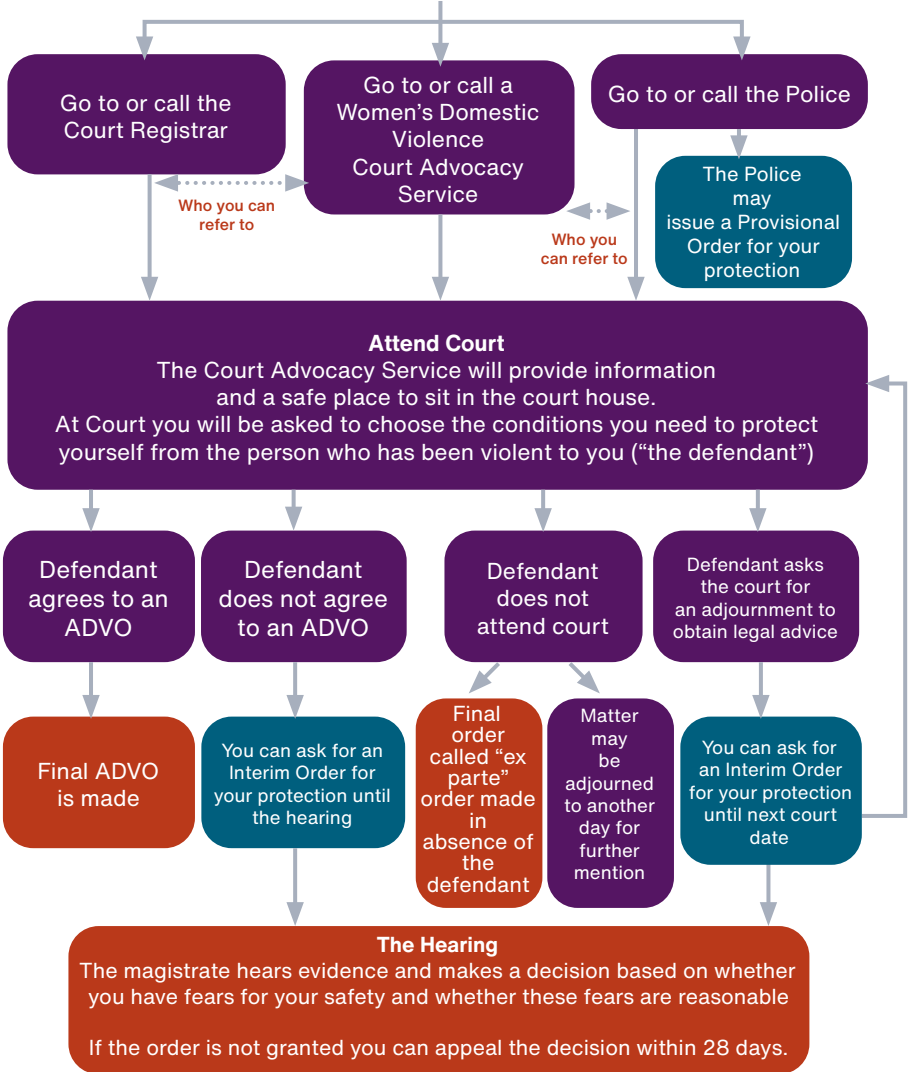 Go to or call the
Court Registrar
Go to or call a
Women's Domestic
Violence
Court Advocacy
Service
Go to or call the Police
The Police
may
issue a Provisional
Order for your
protection
Who you can
refer to
Who you
can refer to
Attend Court
The Court Advocacy Service will provide information
and a safe place to sit in the court house.
At Court you will be asked to choose the conditions you need to protect
yourself from the person who has been violent to you (“the defendant”)
Defendant
agrees to an
ADVO
Defendant
does not agree
to an ADVO
Defendant
does not
attend court
Defendant asks
the court for
an adjournment to
obtain legal advice
Final ADVO
is made
You can ask for an
Interim Order for
your protection until
the hearing
Final
order
called “ex
parte”
order made
in
absence of
the
defendant
Matter
may
be
adjourned
to another
day for
further
mention
You can ask for
an Interim Order
for your protection
until next court
date
The Hearing
The magistrate hears evidence and makes a decision based on whether
you have fears for your safety and whether these fears are reasonable
If the order is not granted you can appeal the decision within 28 days.